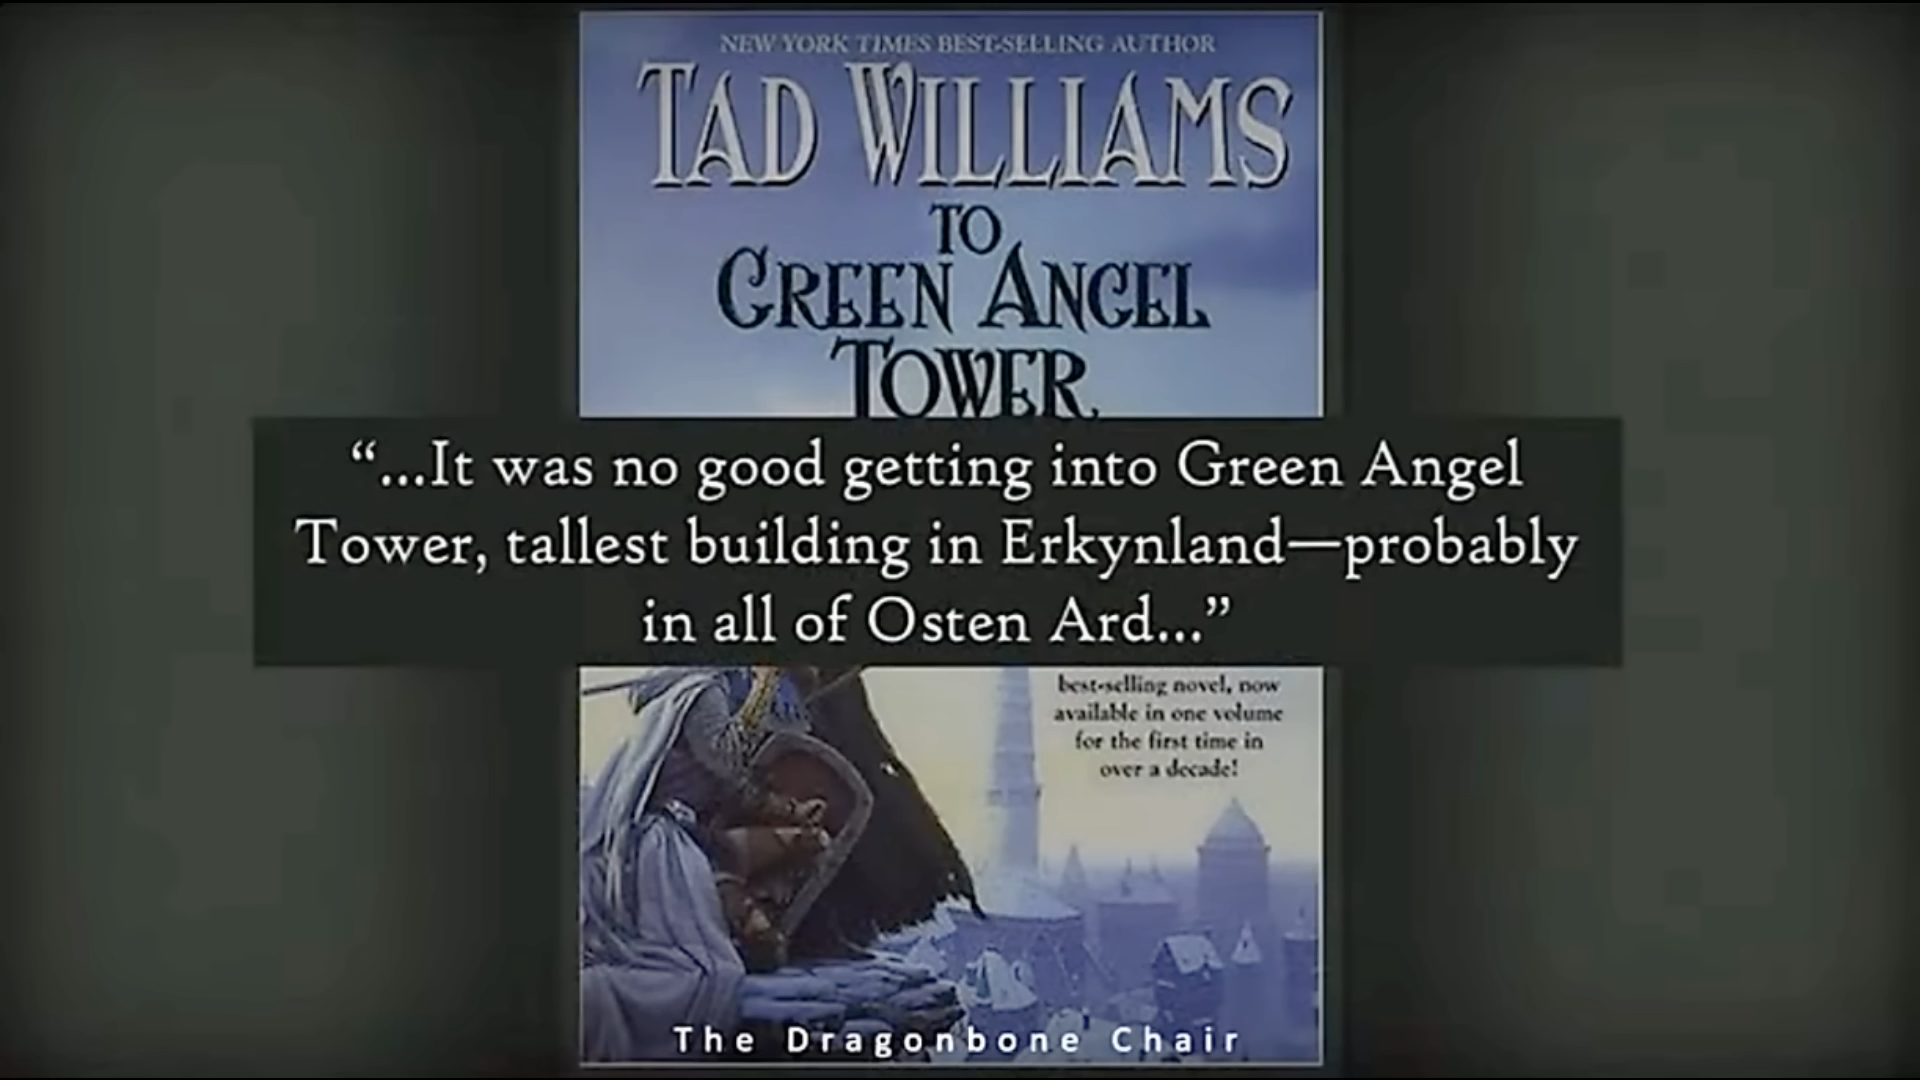 NEW YORK TIMES BEST-SELLING AUTHOR
TAD WILLIAMS
TO
GREEN ANGEL
TOWER
“...It was no good getting into Green Angel
Tower, tallest building in Erkynland—probably
in all of Osten Ard...”
best-selling novel, now
available in one volume
for the first time in
over a decade!
The Dragonbone Chair